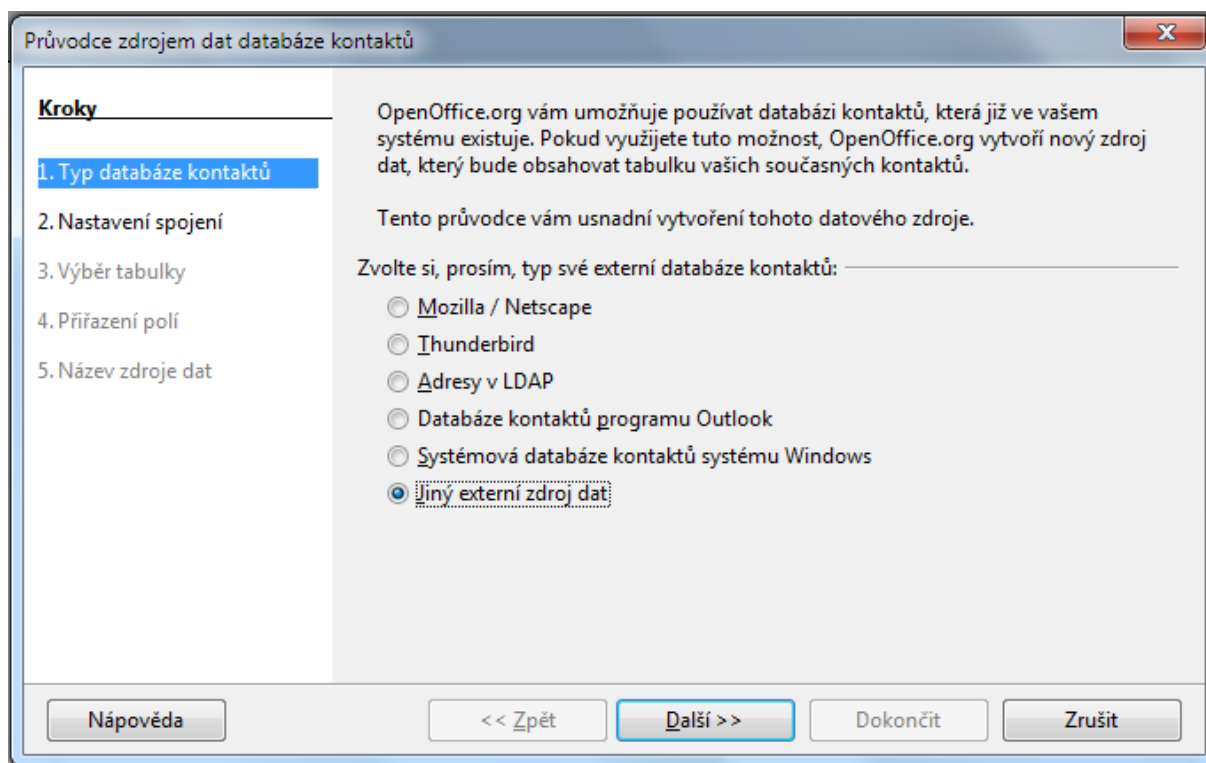 Průvodce zdrojem dat databáze kontaktů
Kroky
1. Typ databáze kontaktů
2. Nastavení spojení
3. Výběr tabulky
4. Přiřazení polí
5. Název zdroje dat
OpenOffice.org vám umožňuje používat databázi kontaktů, která již ve vašem
systému existuje. Pokud využijete tuto možnost, OpenOffice.org vytvoří nový zdroj
dat, který bude obsahovat tabulku vašich současných kontaktů.
Tento průvodce vám usnadní vytvoření tohoto datového zdroje.
Zvolte si, prosím, typ své externí databáze kontaktů:
Mozilla / Netscape
Thunderbird
Adresy v LDAP
Databáze kontaktů programu Outlook
Systémová databáze kontaktů systému Windows
Jiný externí zdroj dat
Nápověda
<< Zpět
Další >>
Dokončit
Zrušit